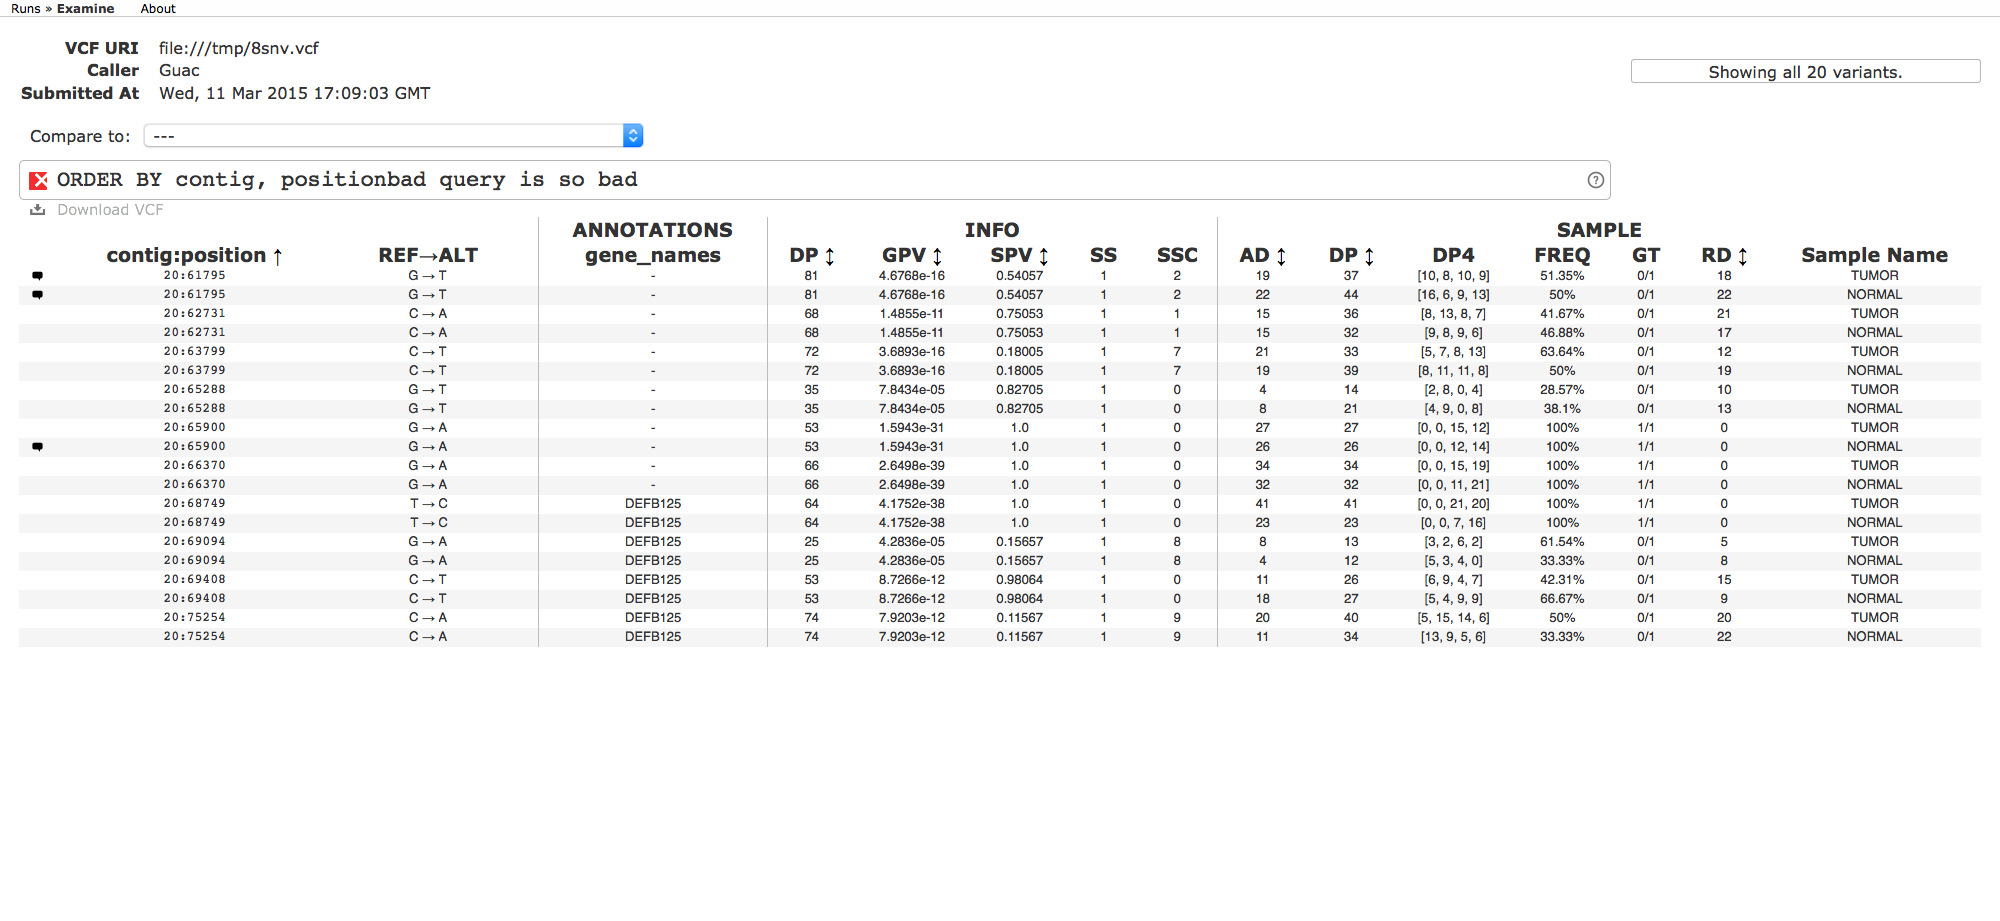 Runs » Examine About
VCF URI file:///tmp/8snv.vcf
Caller Guac
Submitted At Wed, 11 Mar 2015 17:09:03 GMT
Showing all 20 variants.
Compare to: ---
ORDER BY contig, positionbad query is so bad ?
Download VCF
ANNOTATIONS INFO SAMPLE
contig:position ↑ REF→ALT gene_names DP ↕ GPV ↕ SPV ↕ SS SSC AD ↕ DP ↕ DP4 FREQ GT RD ↕ Sample Name
20:61795 G→T - 81 4.6768e-16 0.54057 1 2 19 37 [10, 8, 10, 9] 51.35% 0/1 18 TUMOR
20:61795 G→T - 81 4.6768e-16 0.54057 1 2 22 44 [16, 6, 9, 13] 50% 0/1 22 NORMAL
20:62731 C→A - 68 1.4855e-11 0.75053 1 1 15 36 [8, 13, 8, 7] 41.67% 0/1 21 TUMOR
20:62731 C→A - 68 1.4855e-11 0.75053 1 1 15 32 [9, 8, 9, 6] 46.88% 0/1 17 NORMAL
20:63799 C→T - 72 3.6893e-16 0.18005 1 7 21 33 [5, 7, 8, 13] 63.64% 0/1 12 TUMOR
20:63799 C→T - 72 3.6893e-16 0.18005 1 7 19 39 [8, 11, 11, 8] 50% 0/1 19 NORMAL
20:65288 G→T - 35 7.8434e-05 0.82705 1 0 4 14 [2, 8, 0, 4] 28.57% 0/1 10 TUMOR
20:65288 G→T - 35 7.8434e-05 0.82705 1 0 8 21 [4, 9, 0, 8] 38.1% 0/1 13 NORMAL
20:65900 G→A - 53 1.5943e-31 1.0 1 0 27 27 [0, 0, 15, 12] 100% 1/1 0 TUMOR
20:65900 G→A - 53 1.5943e-31 1.0 1 0 26 26 [0, 0, 12, 14] 100% 1/1 0 NORMAL
20:66370 G→A - 66 2.6498e-39 1.0 1 0 34 34 [0, 0, 15, 19] 100% 1/1 0 TUMOR
20:66370 G→A - 66 2.6498e-39 1.0 1 0 32 32 [0, 0, 11, 21] 100% 1/1 0 NORMAL
20:68749 T→C DEFB125 64 4.1752e-38 1.0 1 0 41 41 [0, 0, 21, 20] 100% 1/1 0 TUMOR
20:68749 T→C DEFB125 64 4.1752e-38 1.0 1 0 23 23 [0, 0, 7, 16] 100% 1/1 0 NORMAL
20:69094 G→A DEFB125 25 4.2836e-05 0.15657 1 8 8 13 [3, 2, 6, 2] 61.54% 0/1 5 TUMOR
20:69094 G→A DEFB125 25 4.2836e-05 0.15657 1 8 4 12 [5, 3, 4, 0] 33.33% 0/1 8 NORMAL
20:69408 C→T DEFB125 53 8.7266e-12 0.98064 1 0 11 26 [6, 9, 4, 7] 42.31% 0/1 15 TUMOR
20:69408 C→T DEFB125 53 8.7266e-12 0.98064 1 0 18 27 [5, 4, 9, 9] 66.67% 0/1 9 NORMAL
20:75254 C→A DEFB125 74 7.9203e-12 0.11567 1 9 20 40 [5, 15, 14, 6] 50% 0/1 20 TUMOR
20:75254 C→A DEFB125 74 7.9203e-12 0.11567 1 9 11 34 [13, 9, 5, 6] 33.33% 0/1 22 NORMAL